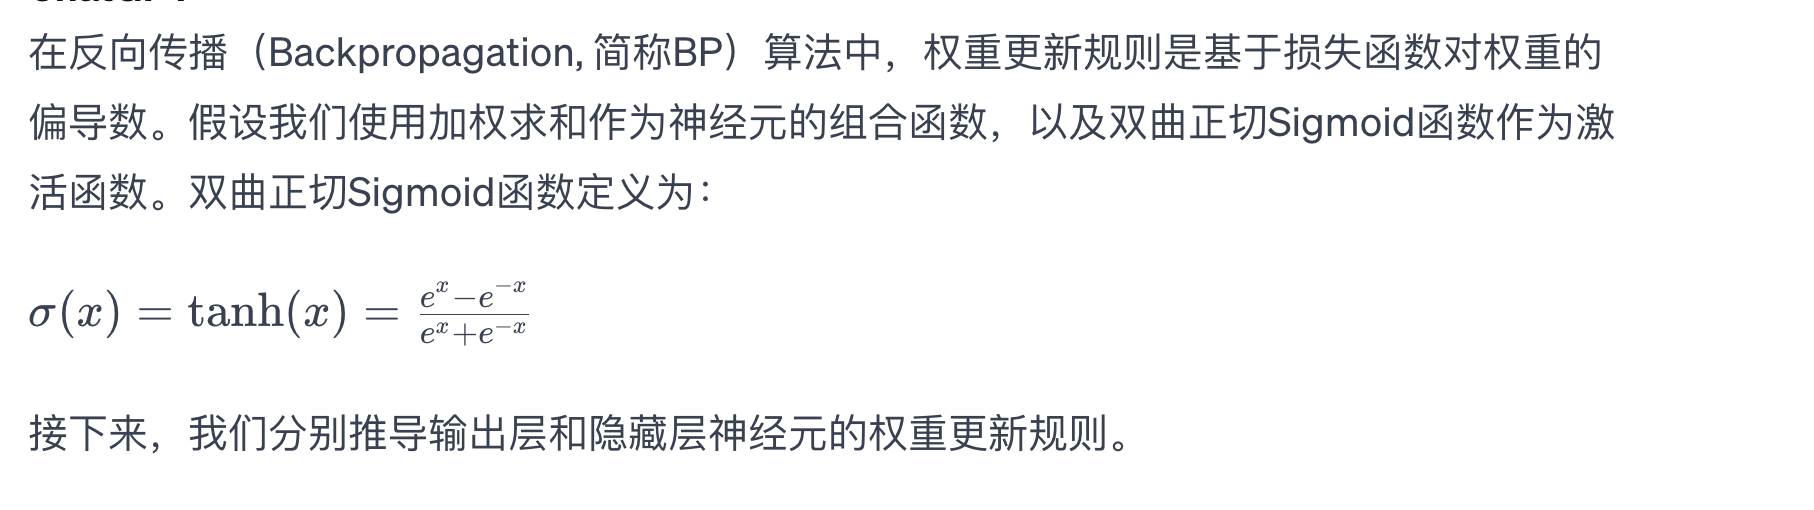 在反向传播（Backpropagation, 简称BP）算法中，权重更新规则是基于损失函数对权重的
偏导数。假设我们使用加权求和作为神经元的组合函数，以及双曲正切Sigmoid函数作为激
活函数。双曲正切Sigmoid函数定义为：
σ(x) = tanh(x) = \frac{e^x−e^{−x}}{e^x+e^{−x}}
接下来，我们分别推导输出层和隐藏层神经元的权重更新规则。